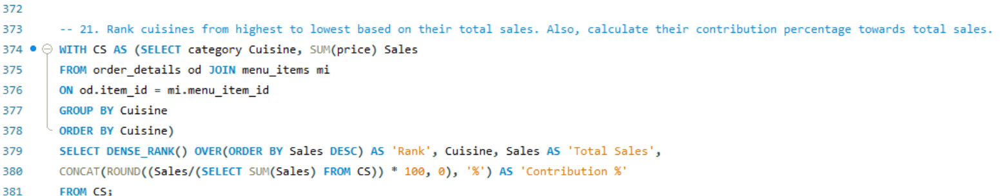 372
373 -- 21. Rank cuisines from highest to lowest based on their total sales. Also, calculate their contribution percentage towards total sales.
374 WITH CS AS (SELECT category Cuisine, SUM(price) Sales
375 FROM order_details od JOIN menu_items mi
376 ON od.item_id = mi.menu_item_id
377 GROUP BY Cuisine
378 ORDER BY Cuisine)
379 SELECT DENSE_RANK() OVER(ORDER BY Sales DESC) AS 'Rank', Cuisine, Sales AS 'Total Sales',
380 CONCAT(ROUND((Sales/(SELECT SUM(Sales) FROM CS)) * 100, 0), '%') AS 'Contribution %'
381 FROM CS;